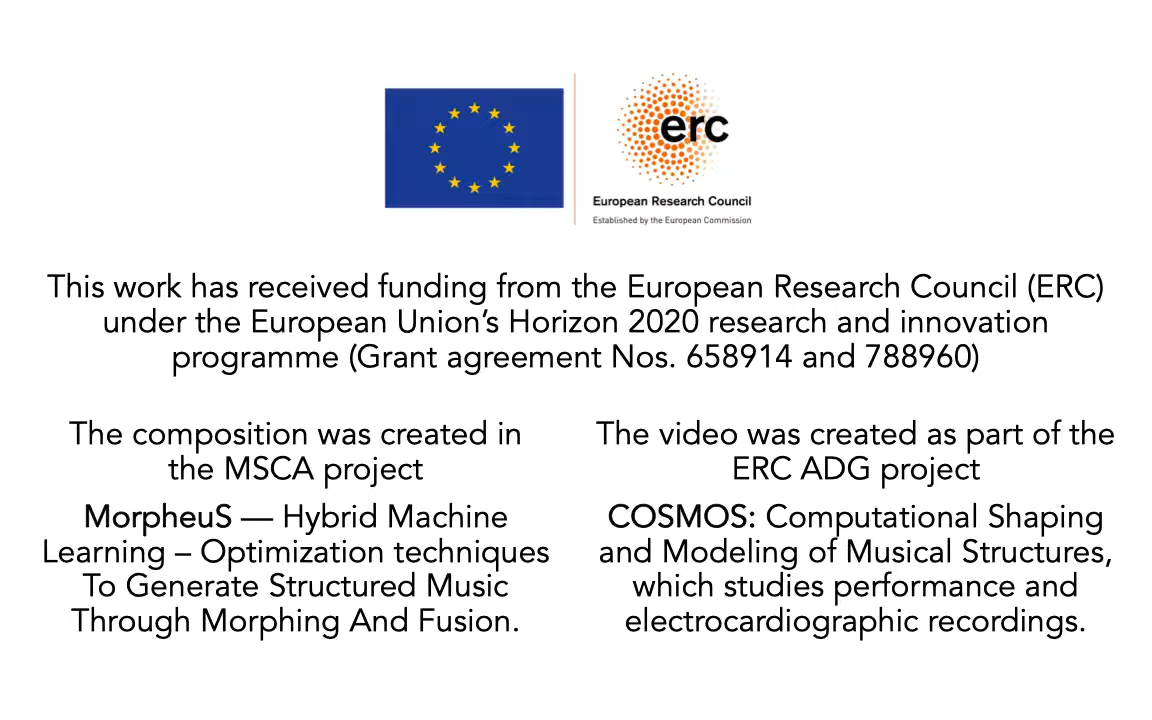 erc
European Research Council
Established by the European Commission
This work has received funding from the European Research Council (ERC)
under the European Union’s Horizon 2020 research and innovation
programme (Grant agreement Nos. 658914 and 788960)
The composition was created in
the MSCA project
MorpheuS — Hybrid Machine
Learning – Optimization techniques
To Generate Structured Music
Through Morphing And Fusion.
The video was created as part of the
ERC ADG project
COSMOS: Computational Shaping
and Modeling of Musical Structures,
which studies performance and
electrocardiographic recordings.